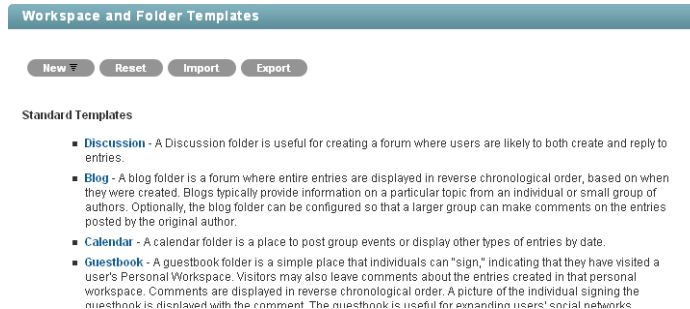 Workspace and Folder Templates
New Reset Import Export
Standard Templates
Discussion - A Discussion folder is useful for creating a forum where users are likely to both create and reply to
entries.
Blog - A blog folder is a forum where entire entries are displayed in reverse chronological order, based on when
they were created. Blogs typically provide information on a particular topic from an individual or small group of
authors. Optionally, the blog folder can be configured so that a larger group can make comments on the entries
posted by the original author.
Calendar - A calendar folder is a place to post group events or display other types of entries by date.
Guestbook - A guestbook folder is a simple place that individuals can "sign," indicating that they have visited a
user's Personal Workspace. Visitors may also leave comments about the entries created in that personal
workspace. Comments are displayed in reverse chronological order. A picture of the individual signing the
guestbook is displayed with the comment. The guestbook is useful for expanding users' social networks